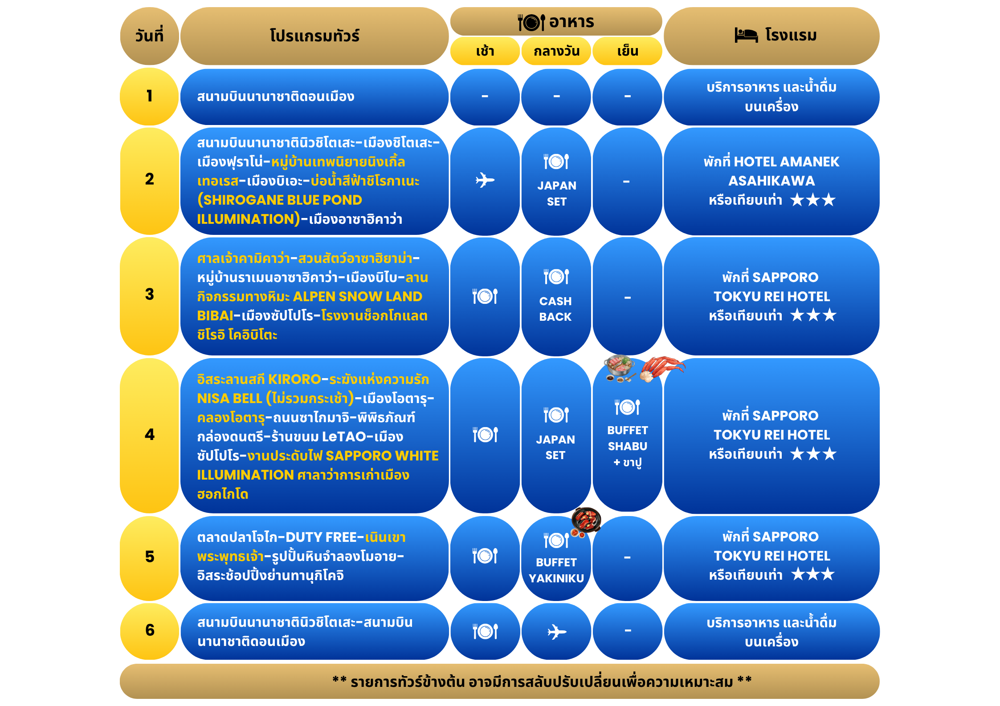 วันที่
โปรแกรมทัวร์
อาหาร
เช้า
กลางวัน
เย็น
โรงแรม
1
สนามบินนานาชาติดอนเมือง
-
-
-
บริการอาหาร และน้ำดื่ม
บนเครื่อง
2
สนามบินนานาชาตินิวชิโตเสะ-เมืองชิโตเสะ-
เมืองฟุราโน่-หมู่บ้านเทพนิยายนิงเกิ้ล
เทอเรส-เมืองบิเอะ-บ่อน้ำสีฟ้าชิโรกาเนะ
(SHIROGANE BLUE POND
ILLUMINATION)-เมืองอาซาฮิคาว่า
JAPAN
SET
-
พักที่ HOTEL AMANEK
ASAHIKAWA
หรือเทียบเท่า ★★★
3
ศาลเจ้าคามิคาว่า-สวนสัตว์อาซาฮิยาม่า-
หมู่บ้านราเมนอาซาฮิคาว่า-เมืองบิไบ-ลาน
กิจกรรมทางหิมะ ALPEN SNOW LAND
BIBAI-เมืองซัปโปโร-โรงงานช็อกโกแลต
ชิโรอิ โคอิบิโตะ
CASH
BACK
-
พักที่ SAPPORO
TOKYU REI HOTEL
หรือเทียบเท่า ★★★
4
อิสระลานสกี KIRORO-ระฆังแห่งความรัก
NISA BELL (ไม่รวมกระเช้า)-เมืองโอตารุ-
คลองโอตารุ-ถนนซาไกมาจิ-พิพิธภัณฑ์
กล่องดนตรี-ร้านขนม LeTAO-เมือง
ซัปโปโร-งานประดับไฟ SAPPORO WHITE
ILLUMINATION ศาลาว่าการเก่าเมือง
ฮอกไกโด
JAPAN
SET
BUFFET
SHABU
+ ขาปู
พักที่ SAPPORO
TOKYU REI HOTEL
หรือเทียบเท่า ★★★
5
ตลาดปลาโจไก-DUTY FREE-เนินเขา
พระพุทธเจ้า-รูปปั้นหินจำลองโมอาย-
อิสระช้อปปิ้งย่านทานุกิโคจิ
BUFFET
YAKINIKU
-
พักที่ SAPPORO
TOKYU REI HOTEL
หรือเทียบเท่า ★★★
6
สนามบินนานาชาตินิวชิโตเสะ-สนามบิน
นานาชาติดอนเมือง
-
บริการอาหาร และน้ำดื่ม
บนเครื่อง
** รายการทัวร์ข้างต้น อาจมีการสลับปรับเปลี่ยนเพื่อความเหมาะสม **